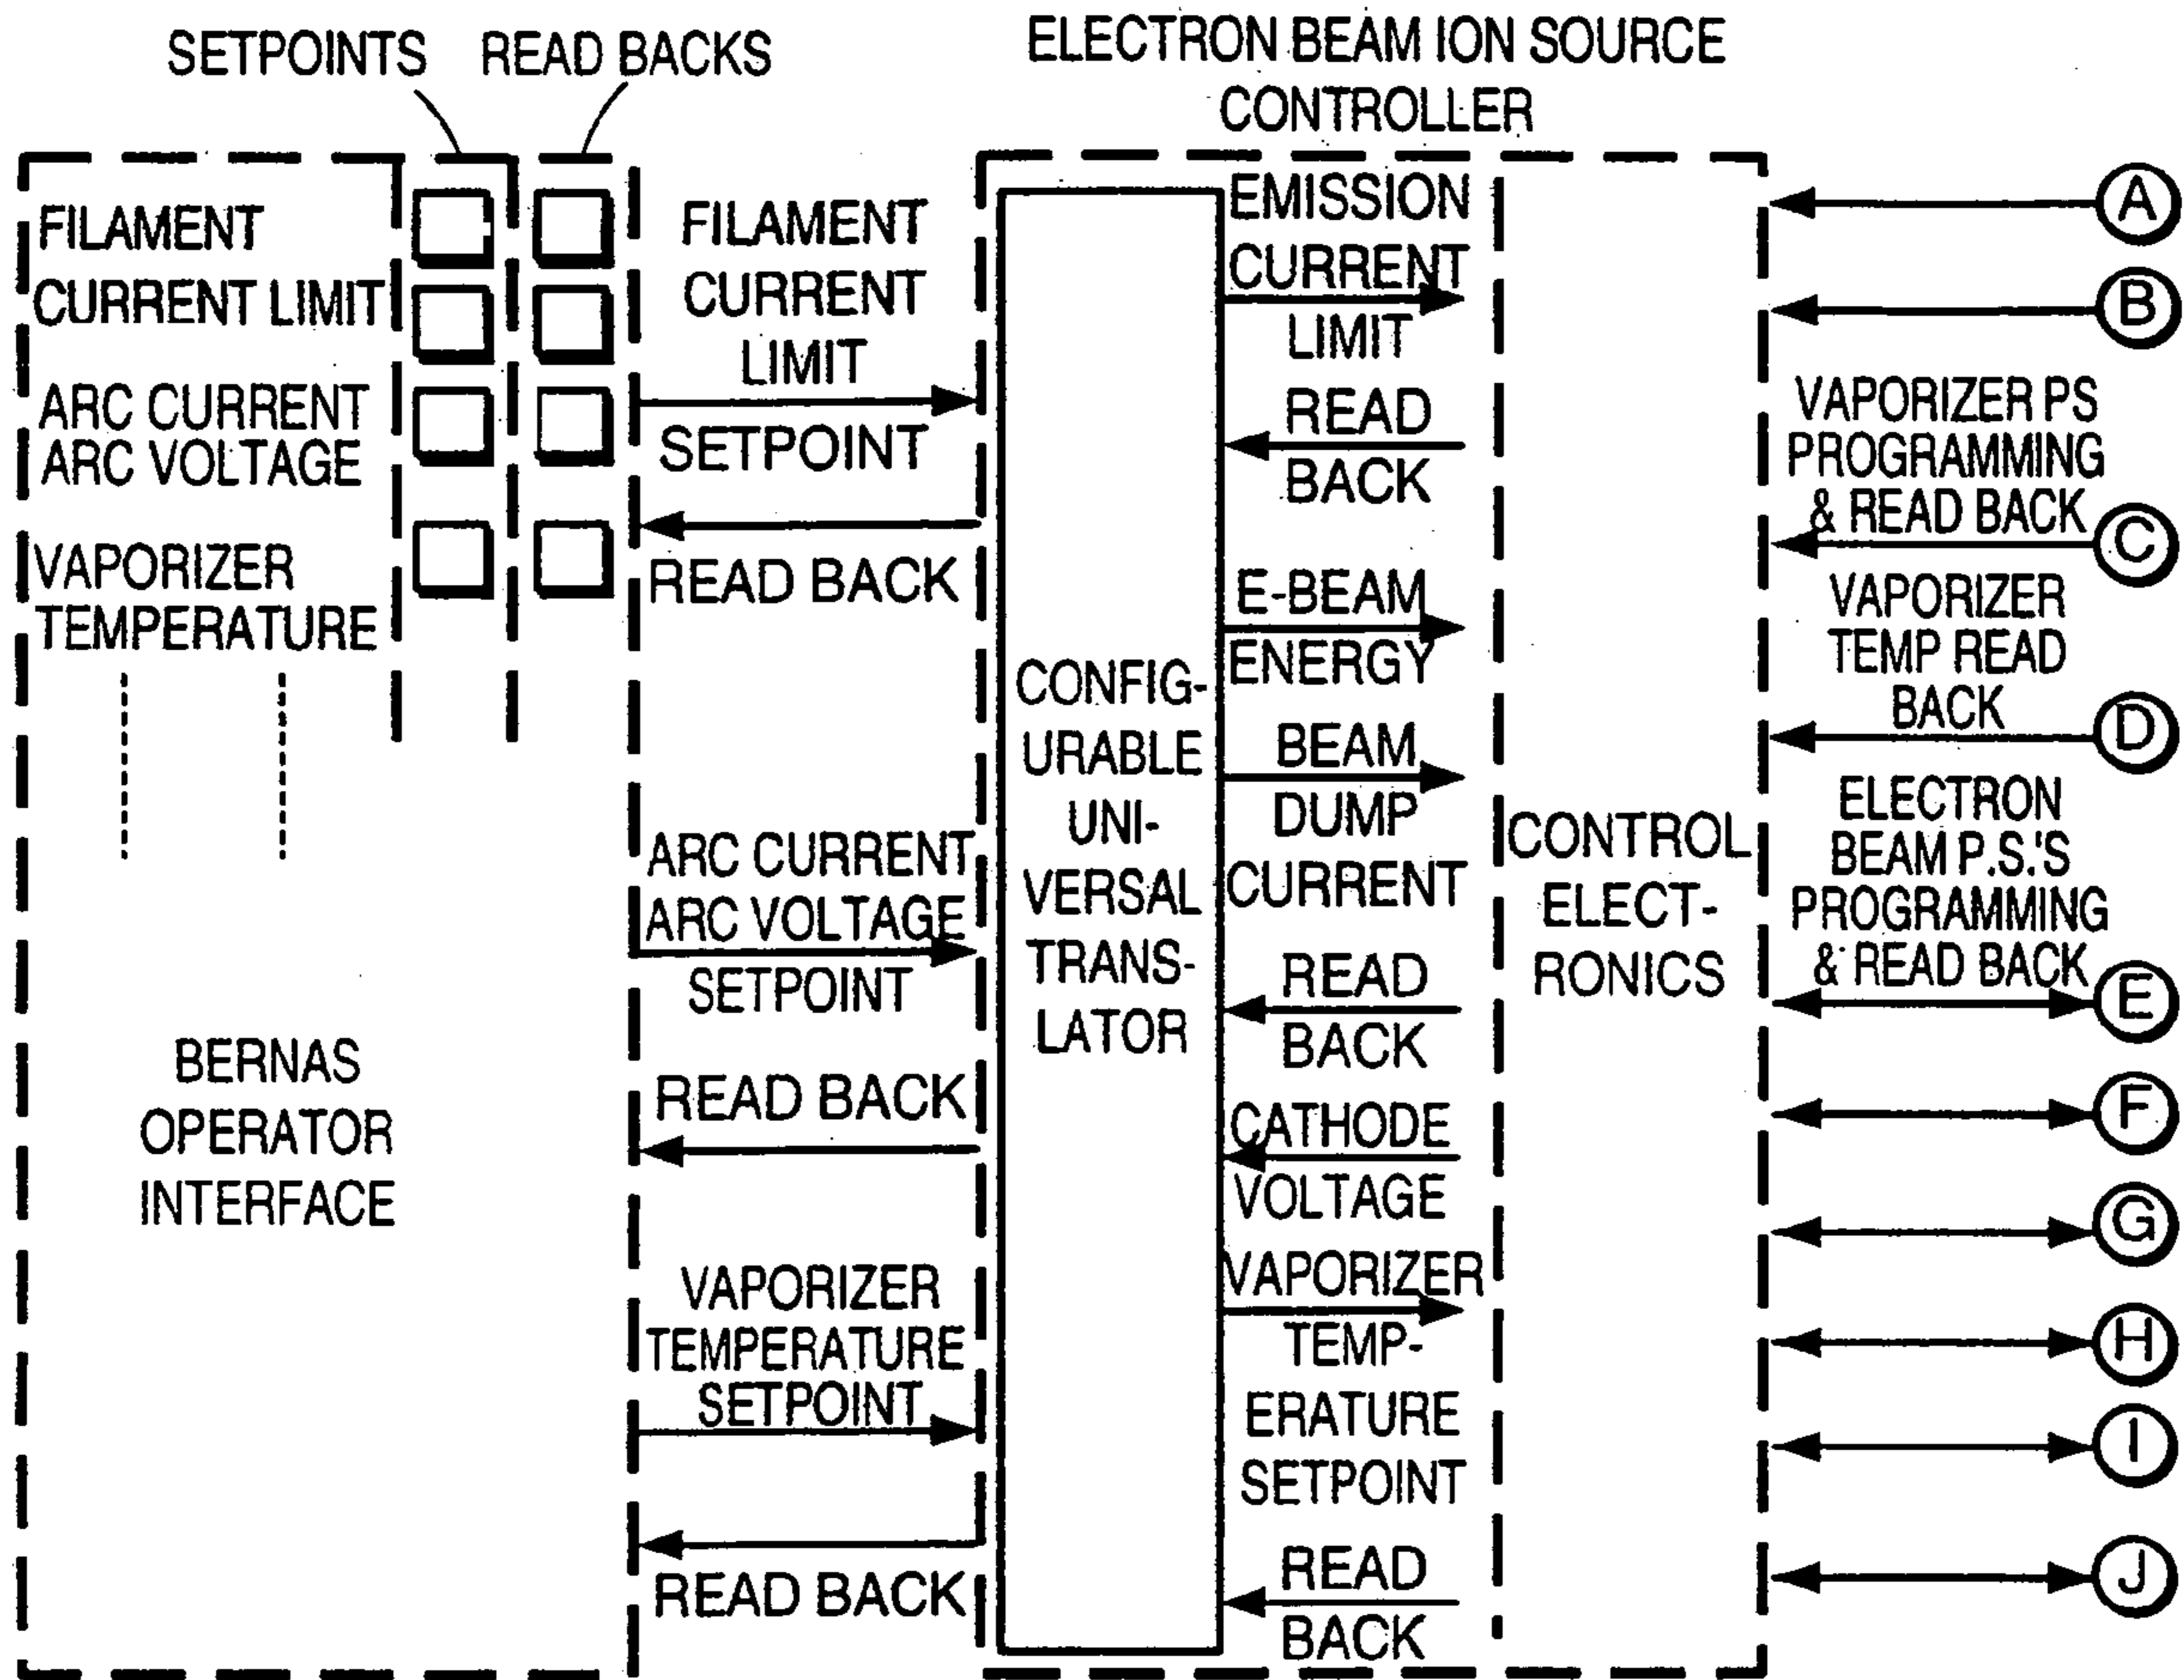 SETPOINTS READ BACKS
ELECTRON BEAM ION SOURCE
CONTROLLER
FILAMENT
CURRENT LIMIT
ARC CURRENT
ARC VOLTAGE
VAPORIZER
TEMPERATURE
BERNAS
OPERATOR
INTERFACE
FILAMENT
CURRENT
LIMIT
SETPOINT
READ BACK
ARC CURRENT
ARC VOLTAGE
SETPOINT
READ BACK
VAPORIZER
TEMPERATURE
SETPOINT
READ BACK
CONFIG-
URABLE
UNI-
VERSAL
TRANS-
LATOR
EMISSION
CURRENT
LIMIT
READ
BACK
E-BEAM
ENERGY
BEAM
DUMP
CURRENT
READ
BACK
CATHODE
VOLTAGE
VAPORIZER
TEMP-
ERATURE
SETPOINT
READ
BACK
CONTROL
ELECT-
RONICS
A
B
VAPORIZER PS
PROGRAMMING
& READ BACK
C
VAPORIZER
TEMP READ
BACK
D
ELECTRON
BEAM P.S.'S
PROGRAMMING
& READ BACK
E
F
G
H
I
J